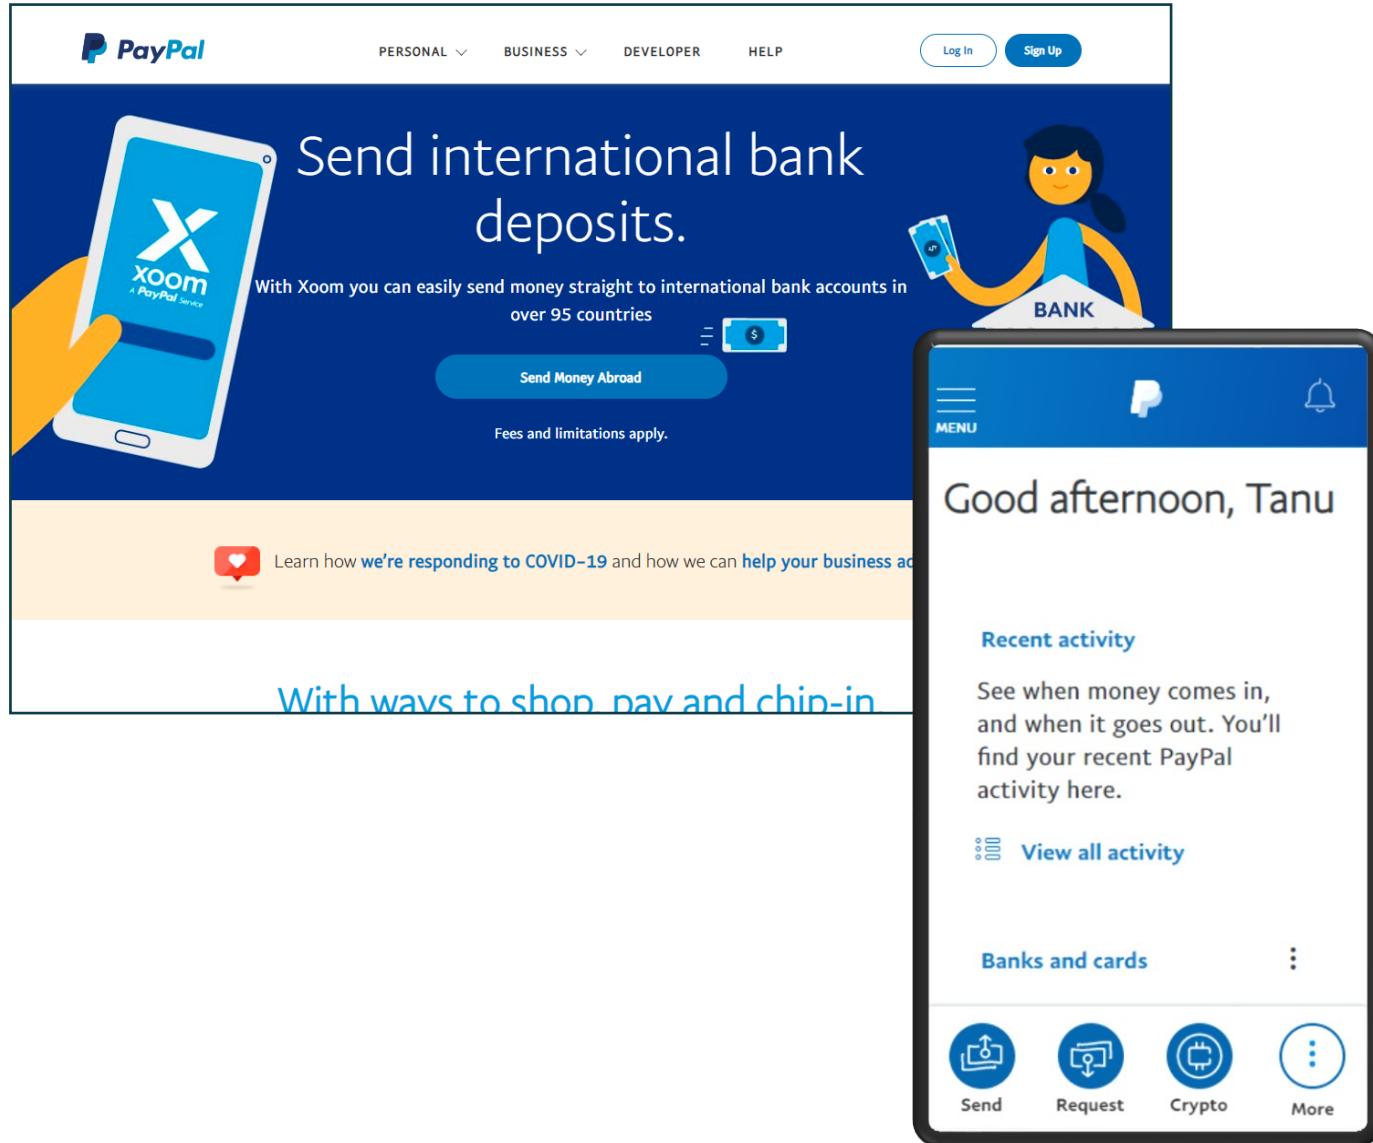 PayPal
PERSONAL
BUSINESS
DEVELOPER
HELP
Log In
Sign Up
Send international bank
deposits.
xoom
A PayPal Service
With Xoom you can easily send money straight to international bank accounts in
over 95 countries
$
BANK
Send Money Abroad
Fees and limitations apply.
Learn how we're responding to COVID-19 and how we can help your business
With ways to shop, pay and chip-in
MENU
Good afternoon, Tanu
Recent activity
See when money comes in,
and when it goes out. You'll
find your recent PayPal
activity here.
View all activity
Banks and cards
Send
Request
Crypto
More